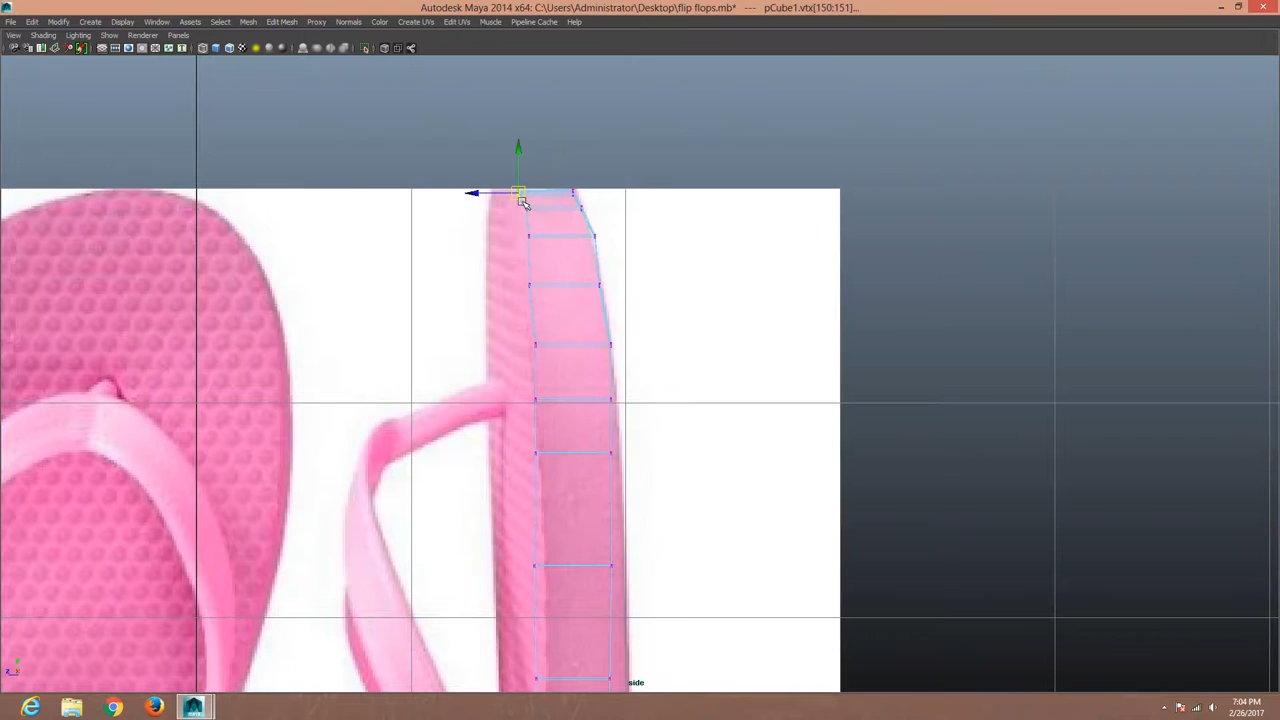 Autodesk Maya 2014 x64: C:\Users\Administrator\Desktop\flip flops.mb* --- pCube1.vtx[150:151]...
File Edit Modify Create Display Window Assets Select Mesh Edit Mesh Proxy Normals Color Create UVs Edit UVs Muscle Pipeline Cache Help
View Shading Lighting Show Renderer Panels
side
7:04 PM
2/26/2017